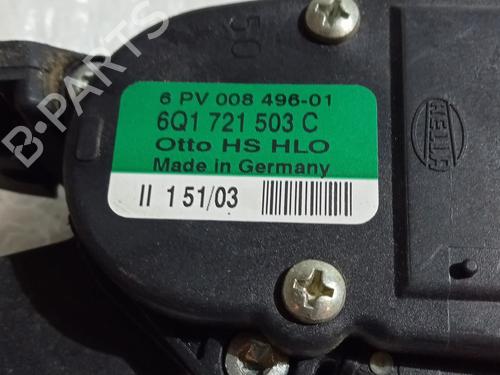 50
6 PV 008 496-01
6Q1 721 503 C
Otto HS HLO
Made in Germany
II 1 51/03
HELLA
B-Parts